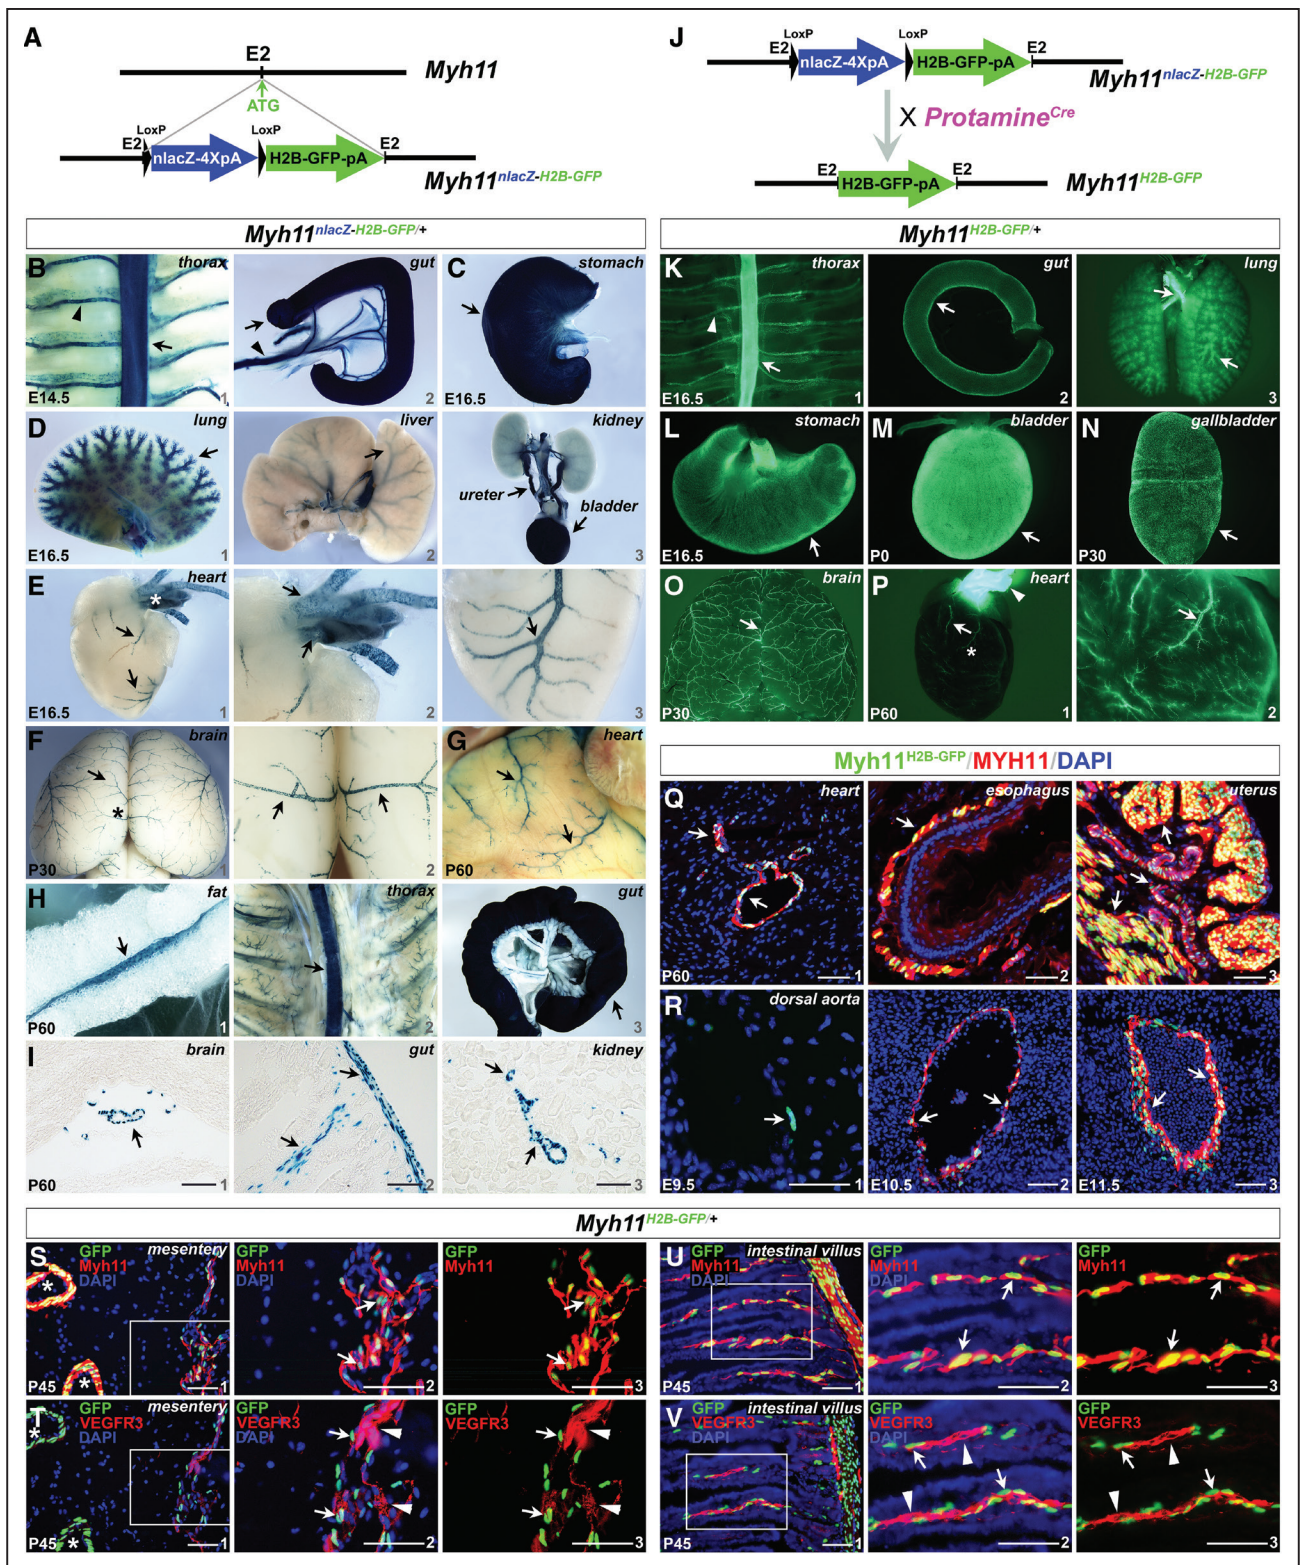 A
E2
Myh11
ATG
LoxP
LoxP
E2
nlacZ-4XpA
H2B-GFP-pA
E2
Myh11nlacZ-H2B-GFP
J
LoxP
LoxP
E2
nlacZ-4XpA
H2B-GFP-pA
E2
Myh11nlacZ-H2B-GFP
X ProtamineCre
E2
H2B-GFP-pA
E2
Myh11H2B-GFP
Myh11nlacZ-H2B-GFP/+
B thorax
E14.5 1
gut
2
C stomach
E16.5
D lung
E16.5 1
liver
2
kidney
ureter
bladder
3
E heart
*
E16.5 1
2
3
F brain
*
P30 1
2
G heart
P60
H fat
P60 1
thorax
2
gut
3
I brain
P60 1
gut
2
kidney
3
Myh11H2B-GFP/+
K thorax
E16.5 1
gut
2
lung
3
L stomach
E16.5
M bladder
P0
N gallbladder
P30
O brain
P30
P heart
*
P60 1
2
Myh11H2B-GFP/MYH11/DAPI
Q heart
P60 1
esophagus
2
uterus
3
R dorsal aorta
E9.5 1
E10.5 2
E11.5 3
Myh11H2B-GFP/+
S GFP mesentery
Myh11
DAPI
*
*
P45 1
GFP
Myh11
DAPI
2
GFP
Myh11
3
U GFP intestinal villus
Myh11
DAPI
P45 1
GFP
Myh11
DAPI
2
GFP
Myh11
3
T GFP mesentery
VEGFR3
DAPI
*
*
P45 1
GFP
VEGFR3
DAPI
2
GFP
VEGFR3
3
V GFP intestinal villus
VEGFR3
DAPI
P45 1
GFP
VEGFR3
DAPI
2
GFP
VEGFR3
3